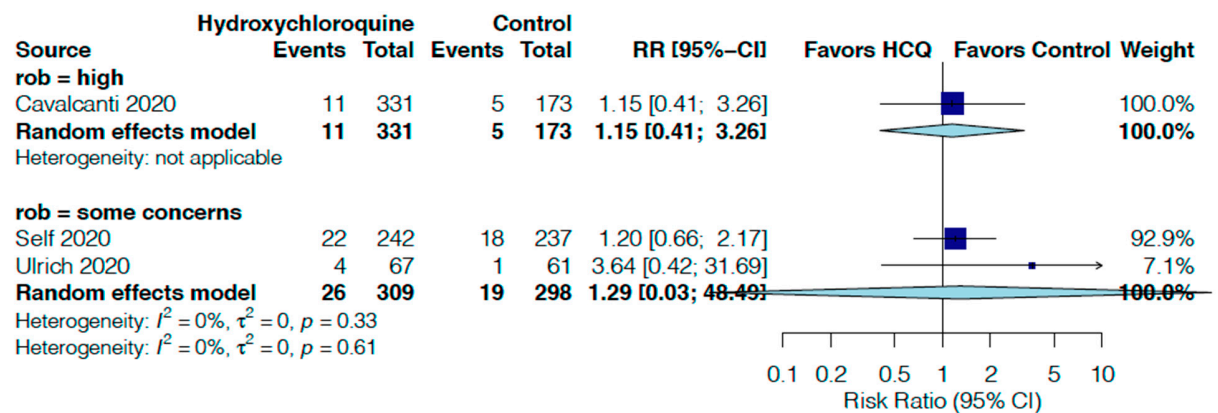 Hydroxychloroquine Control
Source Events Total Events Total RR [95%−CI] Favors HCQ Favors Control Weight
rob = high
Cavalcanti 2020 11 331 5 173 1.15 [0.41; 3.26] 100.0%
Random effects model 11 331 5 173 1.15 [0.41; 3.26] 100.0%
Heterogeneity: not applicable
rob = some concerns
Self 2020 22 242 18 237 1.20 [0.66; 2.17] 92.9%
Ulrich 2020 4 67 1 61 3.64 [0.42; 31.69] 7.1%
Random effects model 26 309 19 298 1.29 [0.03; 48.49] 100.0%
Heterogeneity: I² = 0%, τ² = 0, p = 0.33
Heterogeneity: I² = 0%, τ² = 0, p = 0.61
0.1 0.2 0.5 1 2 5 10
Risk Ratio (95% CI)